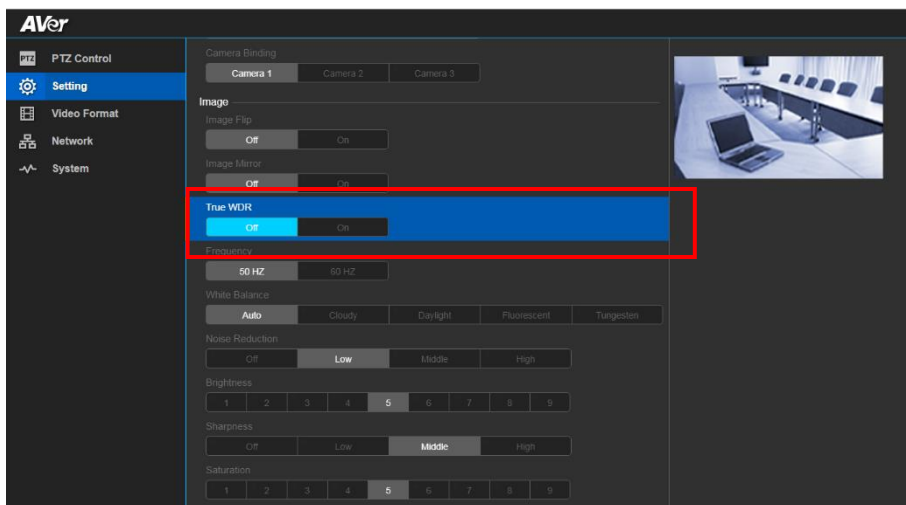 AVer
PTZ PTZ Control
Setting
Video Format
Network
System
Camera Binding
Camera 1 Camera 2 Camera 3
Image
Image Flip
Off On
Image Mirror
Off On
True WDR
Off On
Frequency
50 HZ 60 HZ
White Balance
Auto Cloudy Daylight Fluorescent Tungesten
Noise Reduction
Off Low Middle High
Brightness
1 2 3 4 5 6 7 8 9
Sharpness
Off Low Middle High
Saturation
1 2 3 4 5 6 7 8 9